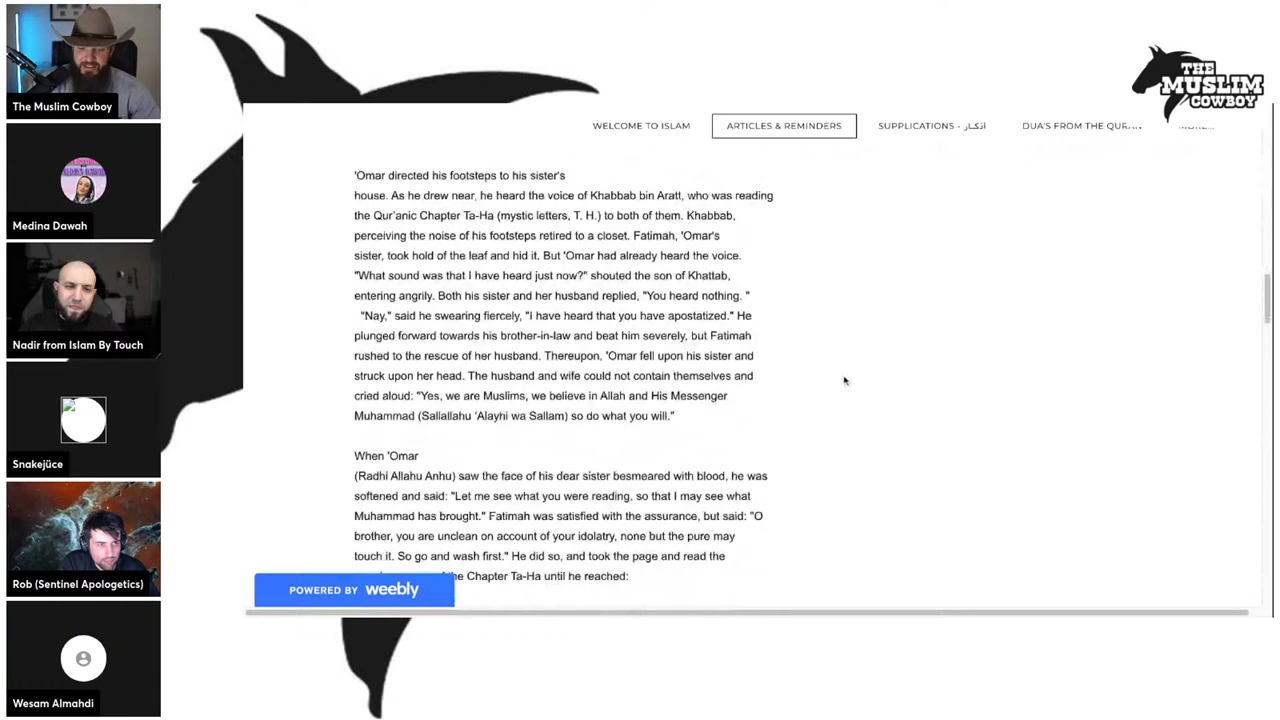 The Muslim Cowboy
Medina Dawah
Nadir from Islam By Touch
Snakejüce
Rob (Sentinel Apologetics)
Wesam Almahdi
THE
MUSLIM
COWBOY
WELCOME TO ISLAM
ARTICLES & REMINDERS
SUPPLICATIONS - اذكار
DUA'S FROM THE QURAN
MORE...
'Omar directed his footsteps to his sister's
house. As he drew near, he heard the voice of Khabbab bin Aratt, who was reading
the Qur'anic Chapter Ta-Ha (mystic letters, T. H.) to both of them. Khabbab,
perceiving the noise of his footsteps retired to a closet. Fatimah, 'Omar's
sister, took hold of the leaf and hid it. But 'Omar had already heard the voice.
"What sound was that I have heard just now?" shouted the son of Khattab,
entering angrily. Both his sister and her husband replied, "You heard nothing. "
"Nay," said he swearing fiercely, "I have heard that you have apostatized." He
plunged forward towards his brother-in-law and beat him severely, but Fatimah
rushed to the rescue of her husband. Thereupon, 'Omar fell upon his sister and
struck upon her head. The husband and wife could not contain themselves and
cried aloud: "Yes, we are Muslims, we believe in Allah and His Messenger
Muhammad (Sallallahu 'Alayhi wa Sallam) so do what you will."
When 'Omar
(Radhi Allahu Anhu) saw the face of his dear sister besmeared with blood, he was
softened and said: "Let me see what you were reading, so that I may see what
Muhammad has brought." Fatimah was satisfied with the assurance, but said: "O
brother, you are unclean on account of your idolatry, none but the pure may
touch it. So go and wash first." He did so, and took the page and read the
the Chapter Ta-Ha until he reached:
POWERED BY weebly